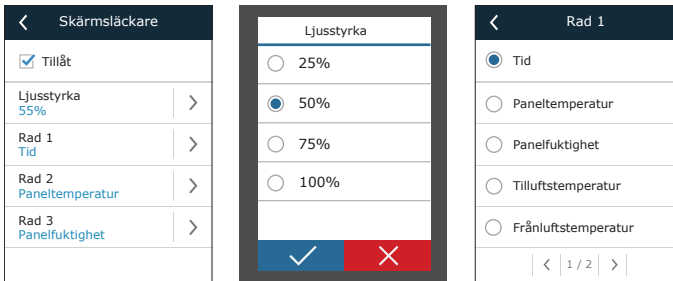 Skärmsläckare
Tillåt
Ljusstyrka
55%
Rad 1
Tid
Rad 2
Paneltemperatur
Rad 3
Panelfuktighet
Ljusstyrka
25%
50%
75%
100%
Rad 1
Tid
Paneltemperatur
Panelfuktighet
Tilluftstemperatur
Frånluftstemperatur
1 / 2